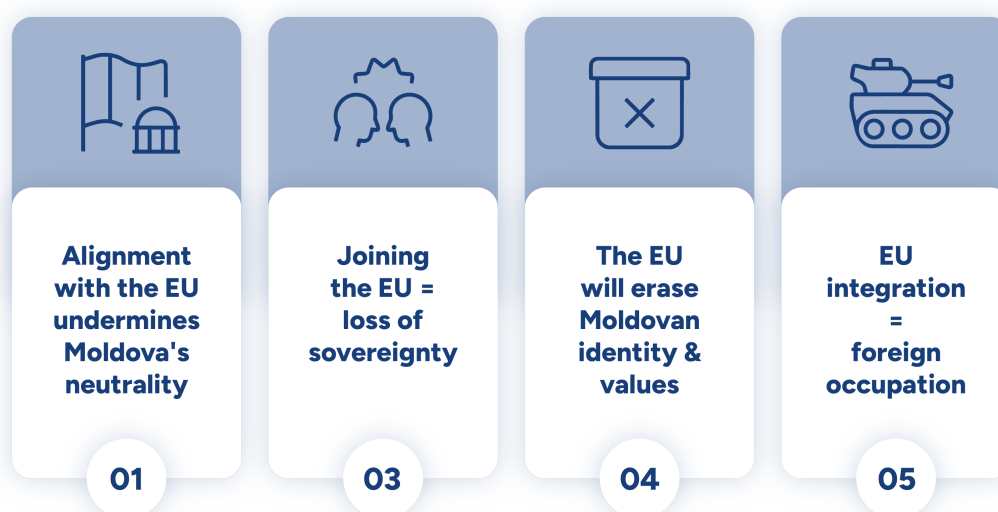 Alignment
with the EU
undermines
Moldova's
neutrality
01
Joining
the EU =
loss of
sovereignty
03
The EU
will erase
Moldovan
identity &
values
04
EU
integration
=
foreign
occupation
05